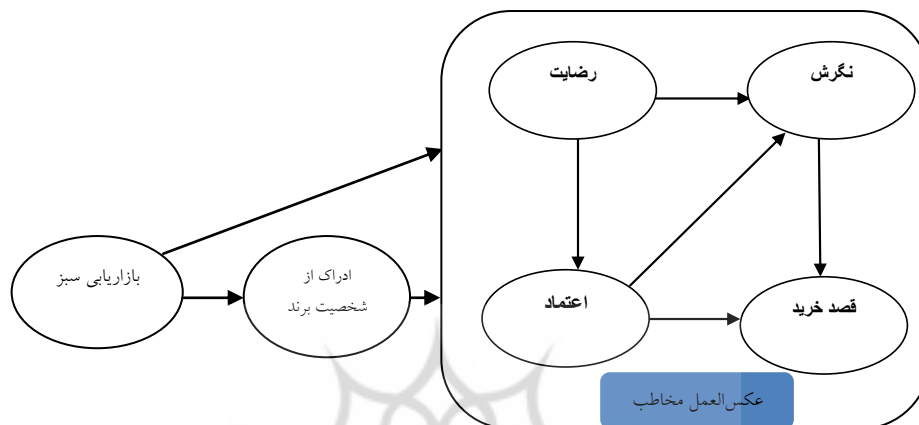 رضایت
نگرش
بازاریابی سبز
ادراک از
شخصیت برند
اعتماد
قصد خرید
عکس‌العمل مخاطب